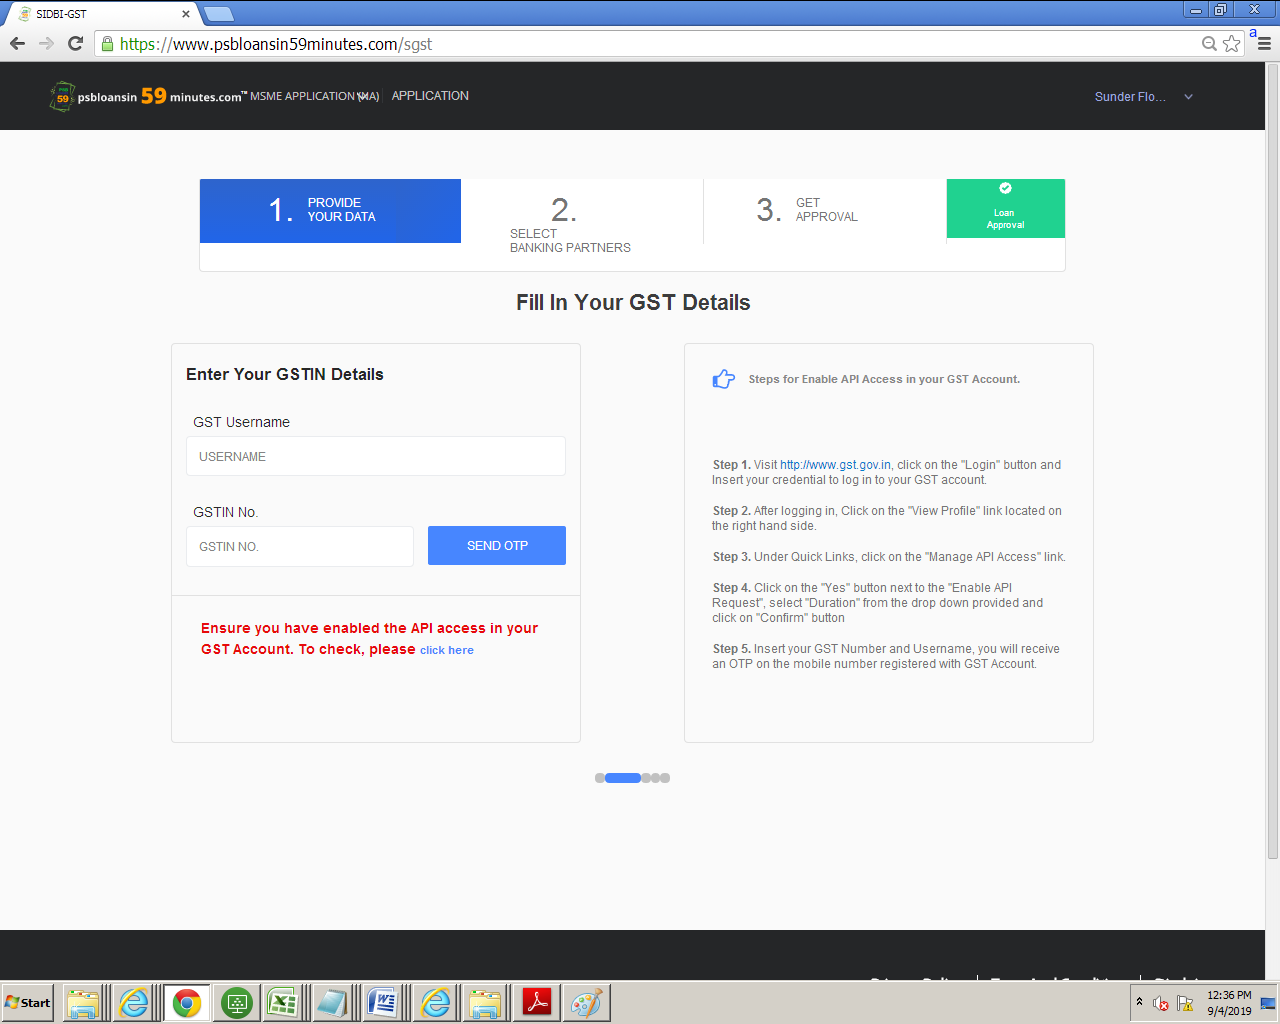 SIDBI-GST
https://www.psbloansin59minutes.com/sgst
a
PSB 59 psbloansin 59 minutes.com™ MSME APPLICATION APPLICATION
Sunder Flo...
1. PROVIDE
YOUR DATA
2.
SELECT
BANKING PARTNERS
3. GET
APPROVAL
Loan
Approval
Fill In Your GST Details
Enter Your GSTIN Details
GST Username
USERNAME
GSTIN No.
GSTIN NO.
SEND OTP
Ensure you have enabled the API access in your
GST Account. To check, please click here
Steps for Enable API Access in your GST Account.
Step 1. Visit http://www.gst.gov.in, click on the "Login" button and
Insert your credential to log in to your GST account.
Step 2. After logging in, Click on the "View Profile" link located on
the right hand side.
Step 3. Under Quick Links, click on the "Manage API Access" link.
Step 4. Click on the "Yes" button next to the "Enable API
Request", select "Duration" from the drop down provided and
click on "Confirm" button
Step 5. Insert your GST Number and Username, you will receive
an OTP on the mobile number registered with GST Account.
Start
12:36 PM
9/4/2019